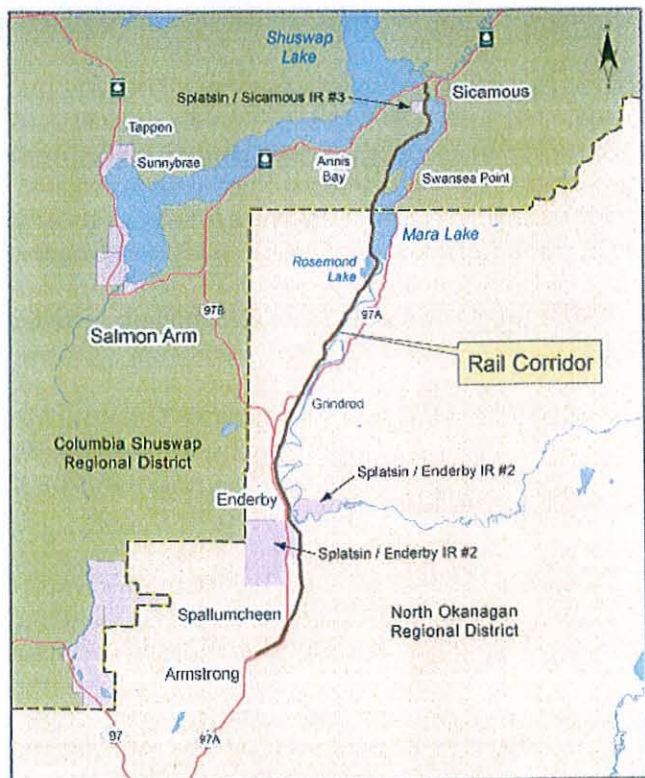 Shuswap
Lake
Splatsin / Sicamous IR #3
Sicamous
Tappen
Sunnybrae
Annis
Bay
Swansea Point
Mara Lake
Rosemond
Lake
97B
97A
Salmon Arm
Rail Corridor
Grindrod
Columbia Shuswap
Regional District
Splatsin / Enderby IR #2
Enderby
Splatsin / Enderby IR #2
Spallumcheen
North Okanagan
Regional District
Armstrong
97
97A